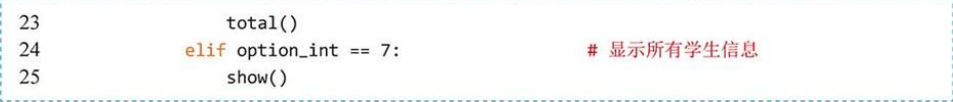 23 total()
24 elif option_int == 7: # 显示所有学生信息
25 show()